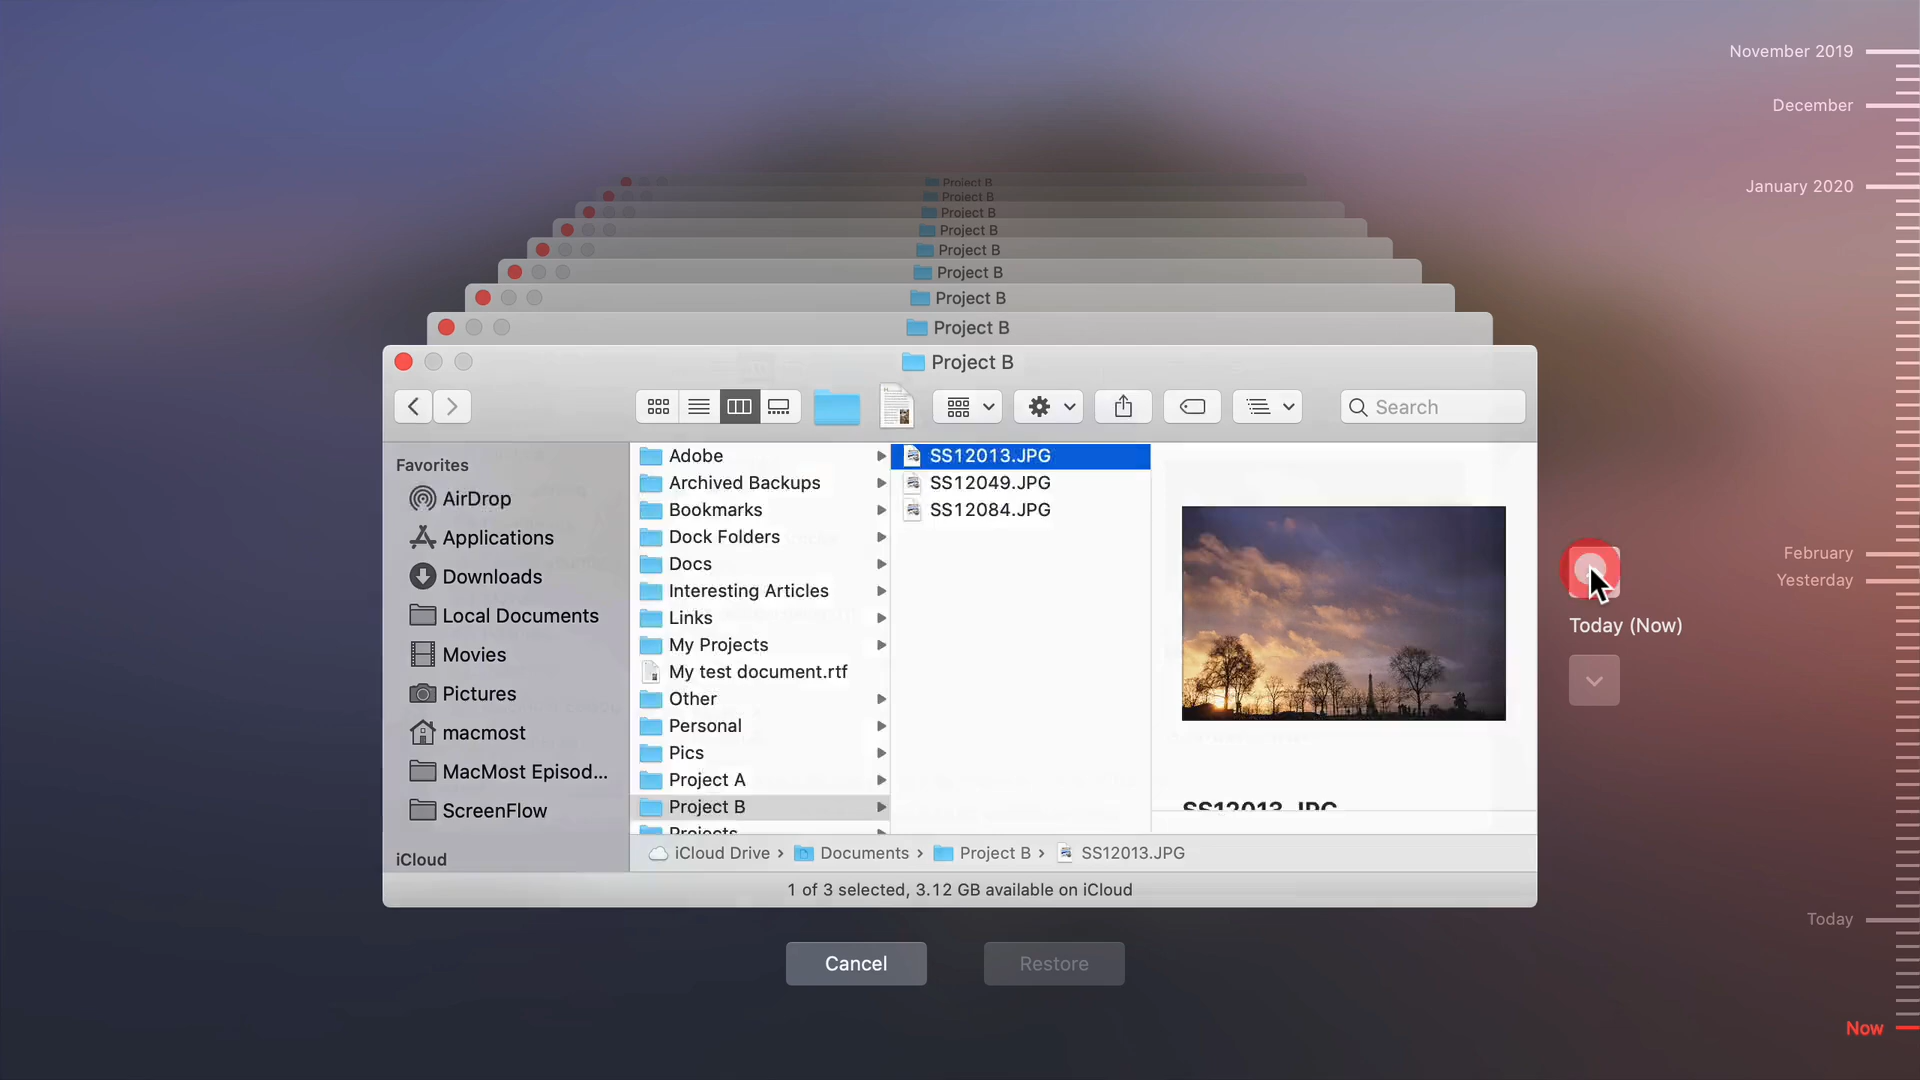 November 2019
December
January 2020
Project B
Project B
Project B
Project B
Project B
Project B
Project B
Project B
Project B
Search
Favorites
AirDrop
Applications
Downloads
Local Documents
Movies
Pictures
macmost
MacMost Episod...
ScreenFlow
iCloud
Adobe
Archived Backups
Bookmarks
Dock Folders
Docs
Interesting Articles
Links
My Projects
My test document.rtf
Other
Personal
Pics
Project A
Project B
Projects
SS12013.JPG
SS12049.JPG
SS12084.JPG
SS12013.JPG
iCloud Drive › Documents › Project B › SS12013.JPG
1 of 3 selected, 3.12 GB available on iCloud
Today (Now)
February
Yesterday
Today
Now
Cancel
Restore